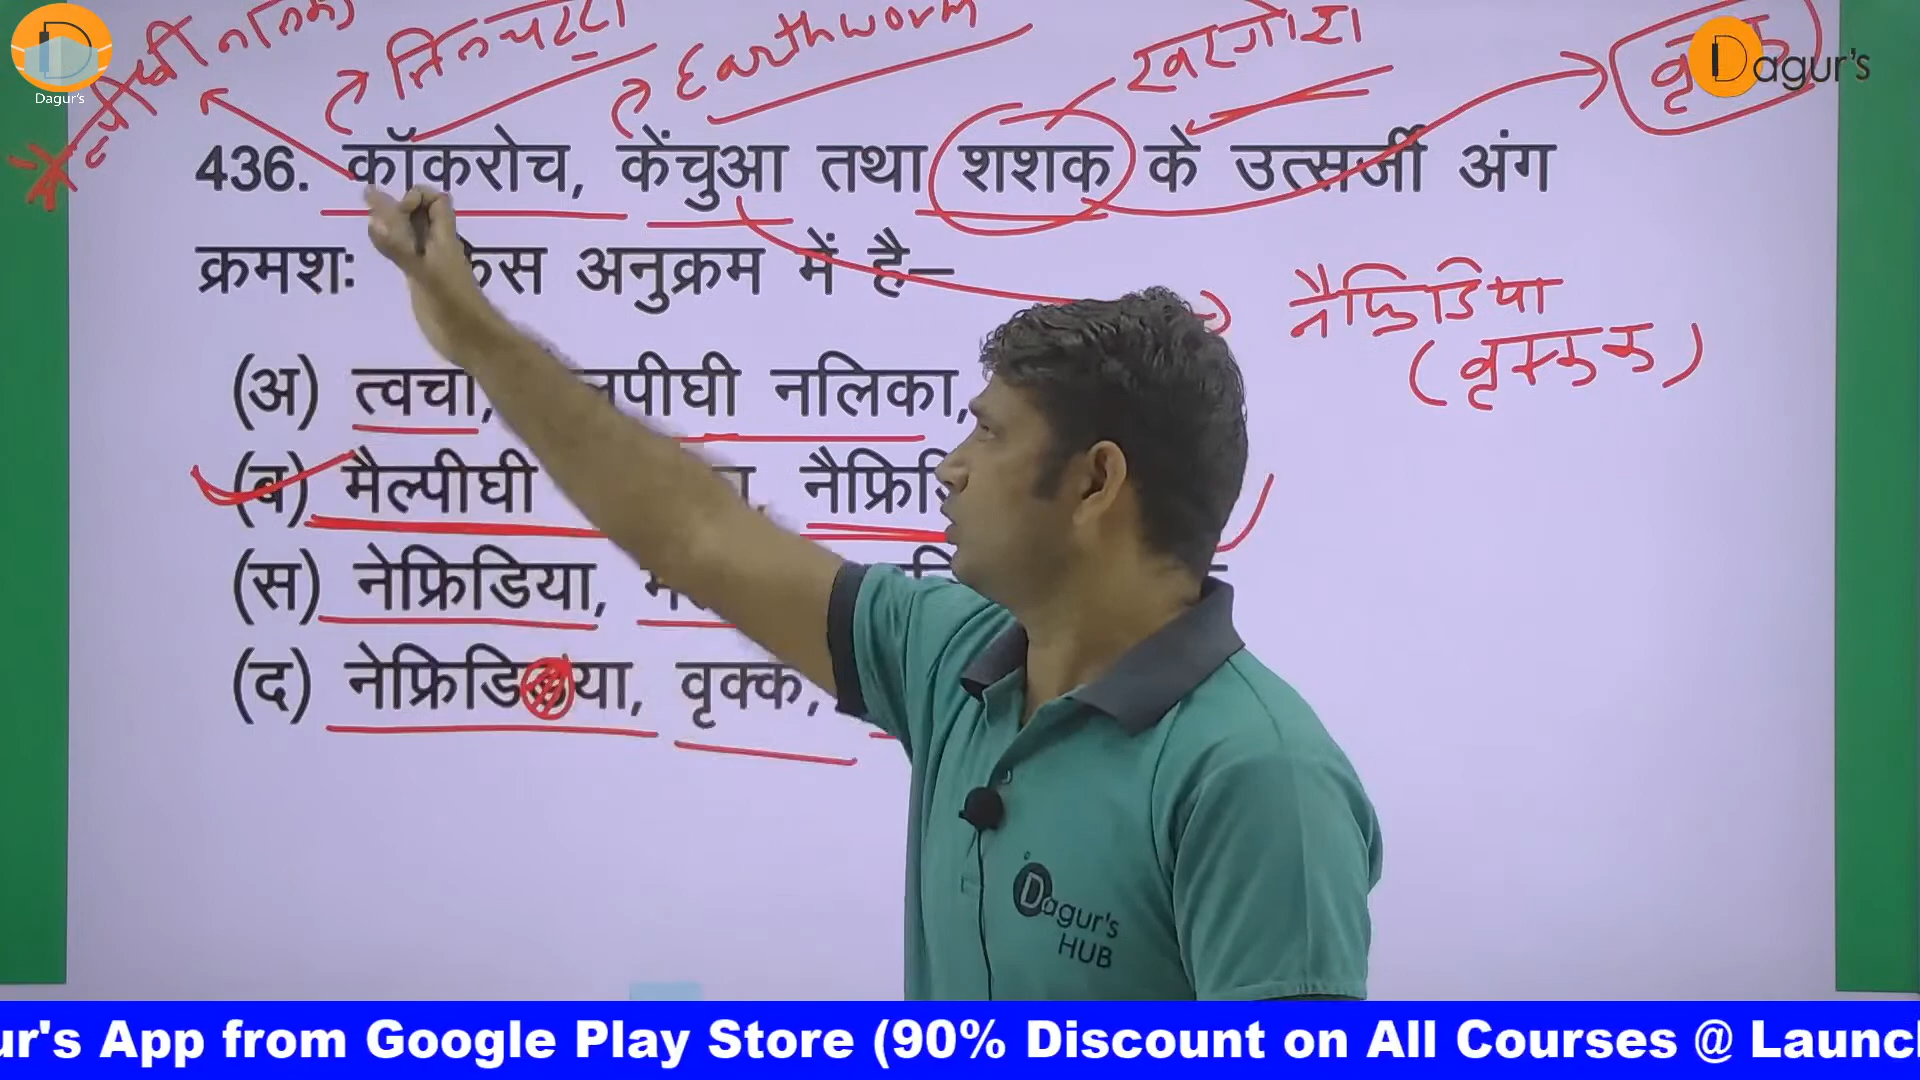 मैल्पीघी नलिका
तिलचट्टा
Earthworm
खरगोश
वृक्क
Dagur's
Dagur's
436. कॉकरोच, केंचुआ तथा शशक के उत्सर्जी अंग
क्रमशः किस अनुक्रम में है–
नैफ्रिडिया
(वृक्कक)
(अ) त्वचा, नलिका,
(ब) मैल्पीघी
(स) नेफ्रिडिया,
(द) नेफ्रिडिया, वृक्क,
Dagur's
HUB
App from Google Play Store (90% Discount on All Courses @